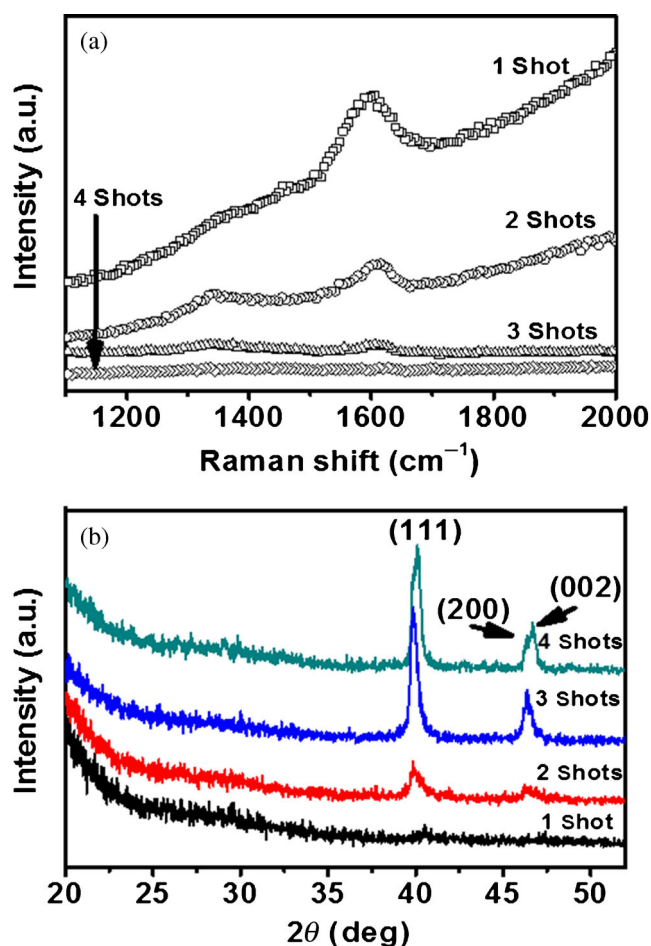 (a)
1 Shot
4 Shots
2 Shots
3 Shots
Intensity (a.u.)
1200 1400 1600 1800 2000
Raman shift (cm⁻¹)
(b)
(111)
(200)
(002)
4 Shots
3 Shots
2 Shots
1 Shot
Intensity (a.u.)
20 25 30 35 40 45 50
2θ (deg)